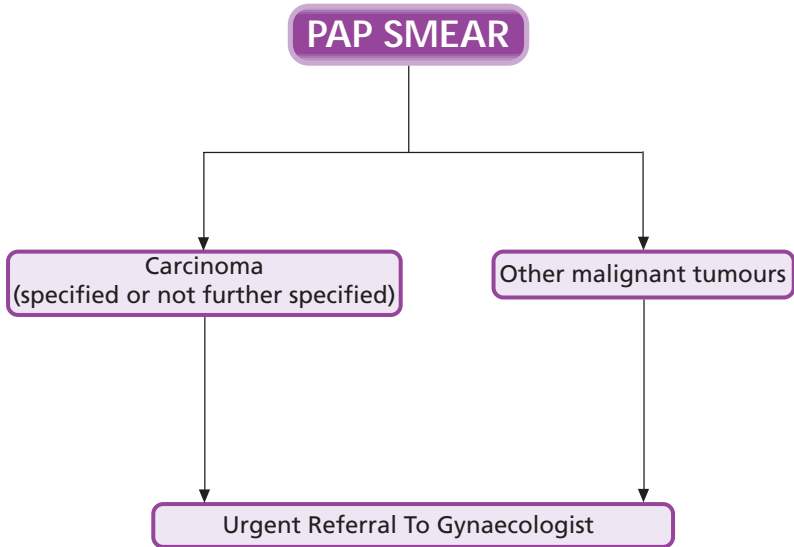 PAP SMEAR
Carcinoma
(specified or not further specified)
Other malignant tumours
Urgent Referral To Gynaecologist